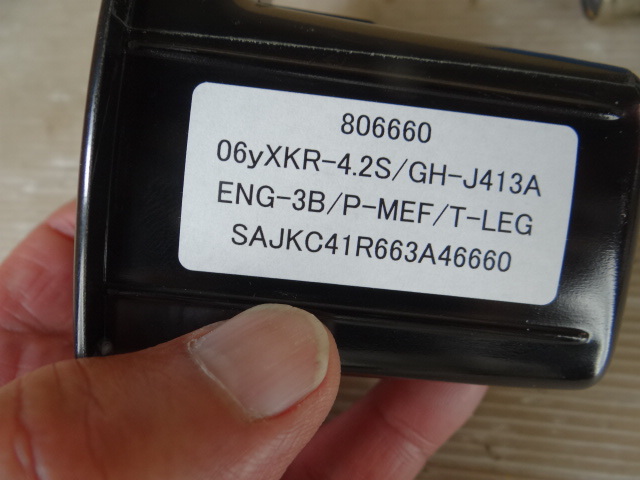 806660
06yXKR-4.2S/GH-J413A
ENG-3B/P-MEF/T-LEG
SAJKC41R663A46660